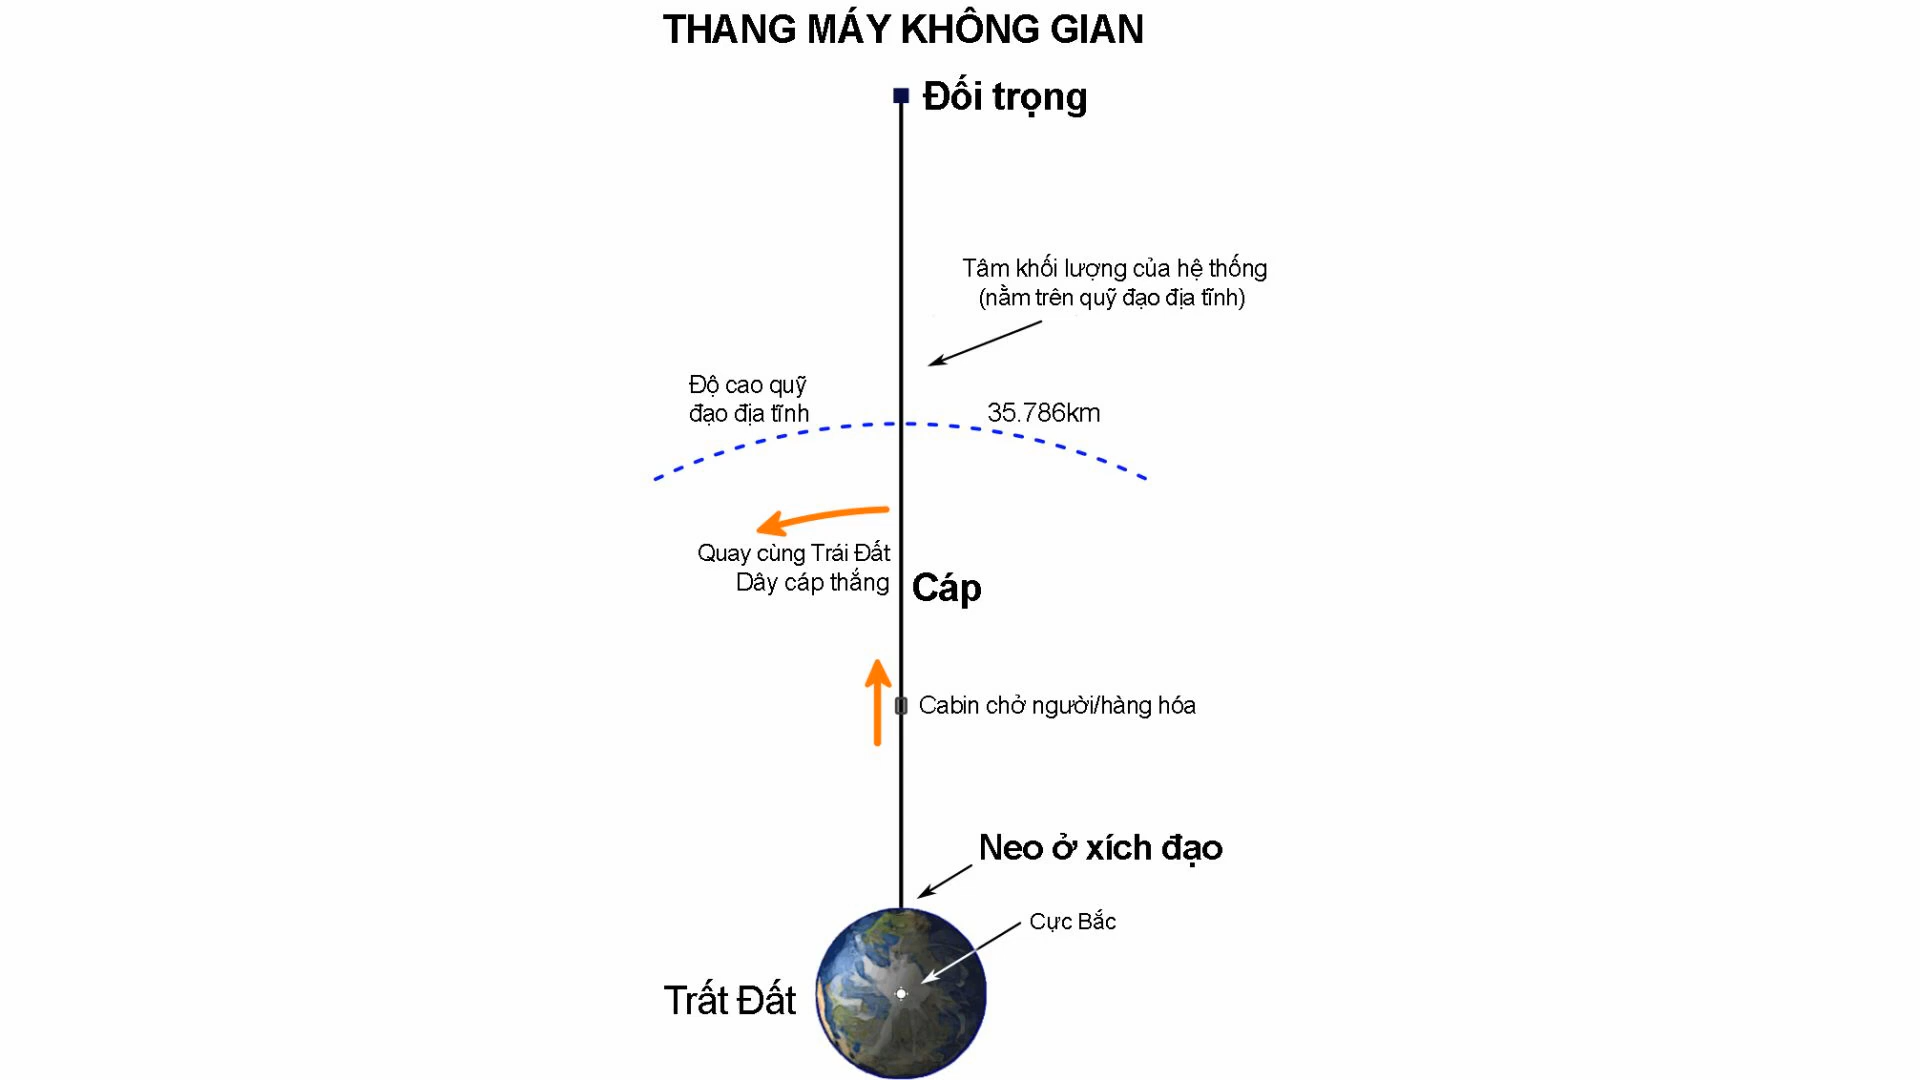 THANG MÁY KHÔNG GIAN
Đối trọng
Tâm khối lượng của hệ thống
(nằm trên quỹ đạo địa tĩnh)
Độ cao quỹ
đạo địa tĩnh
35.786km
Quay cùng Trái Đất
Dây cáp thẳng
Cáp
Cabin chở người/hàng hóa
Neo ở xích đạo
Cực Bắc
Trất Đất